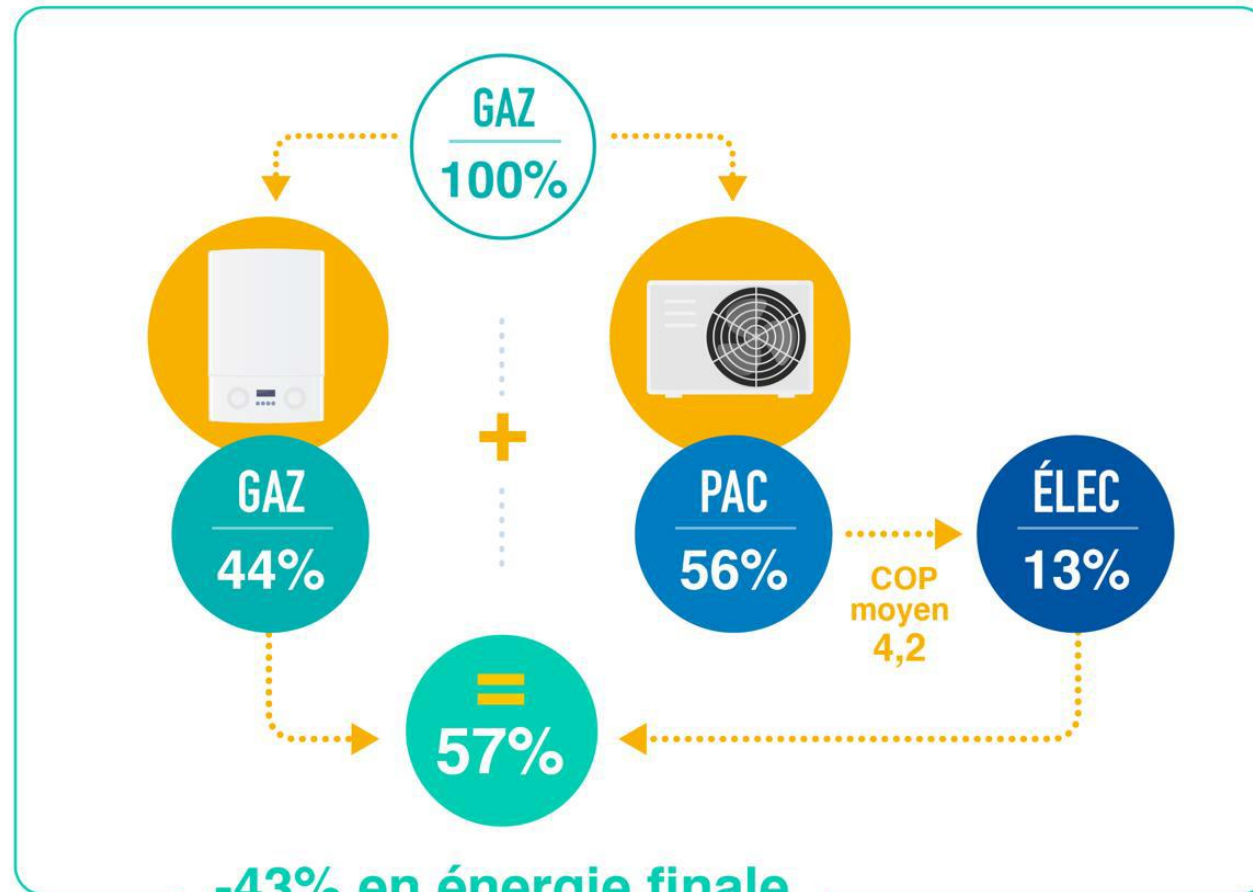 GAZ
100%
+
GAZ
44%
PAC
56%
COP
moyen
4,2
ÉLEC
13%
=
57%
-43% en énergie finale